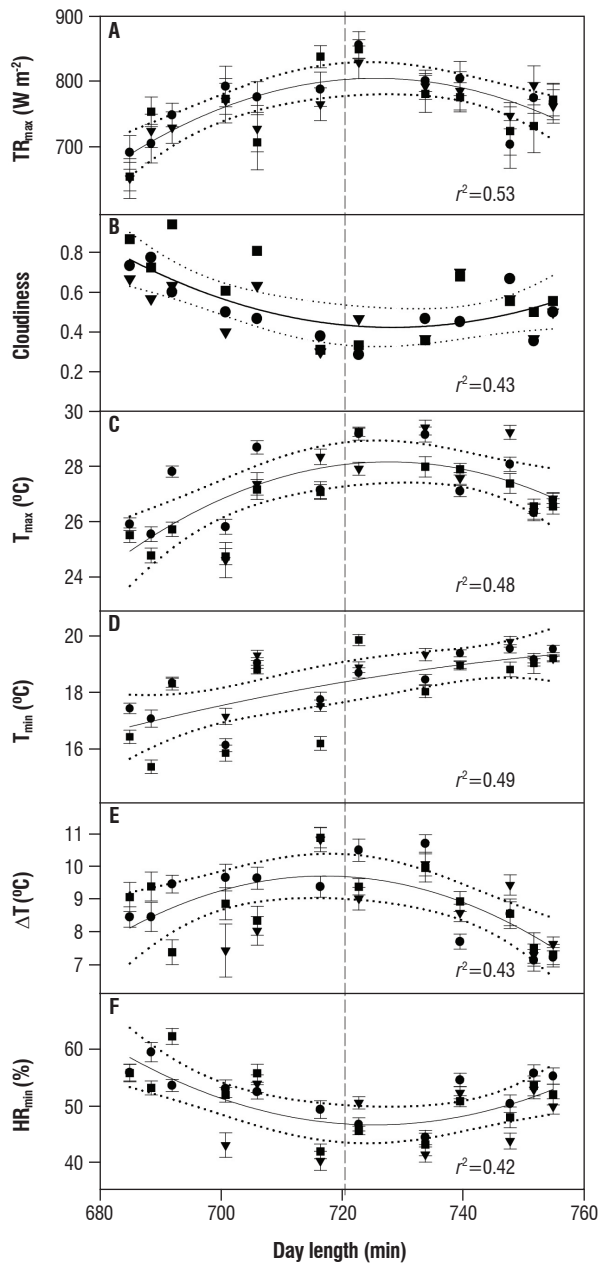 A
900
800
700
TRmax (W m-2)
r2=0.53
B
0.8
0.6
0.4
0.2
Cloudiness
r2=0.43
C
30
28
26
24
Tmax (ºC)
r2=0.48
D
20
18
16
Tmin (ºC)
r2=0.49
E
11
10
9
8
7
ΔT (ºC)
r2=0.43
F
60
50
40
HRmin (%)
r2=0.42
680 700 720 740 760
Day length (min)